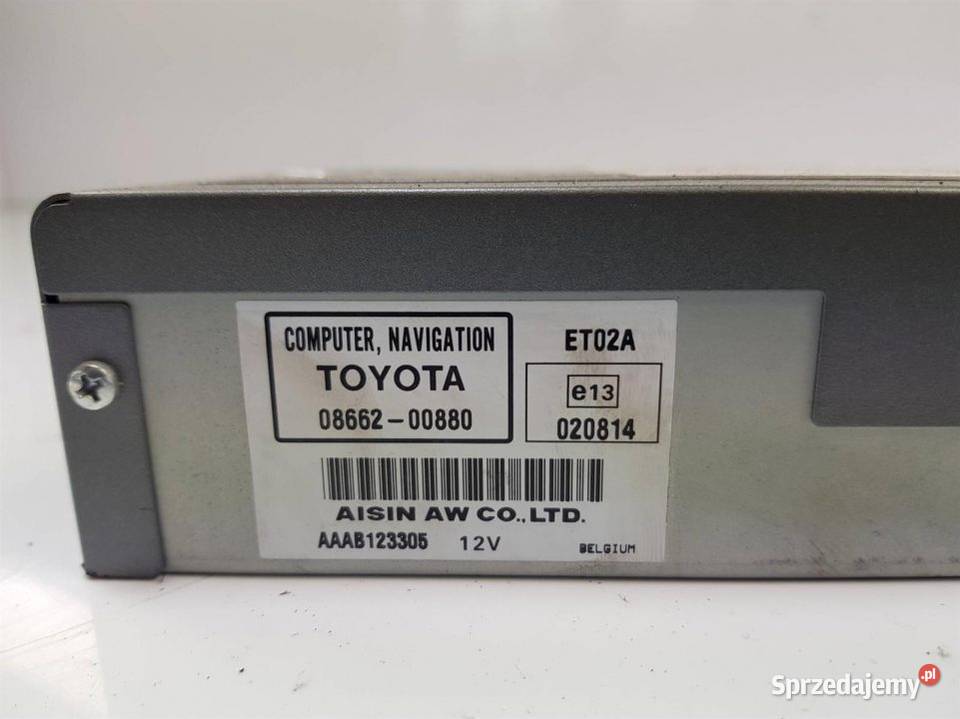 COMPUTER, NAVIGATION
TOYOTA
08662-00880
ET02A
e13
020814
AISIN AW CO., LTD.
AAAB123305 12V
BELGIUM
Sprzedajemy.pl